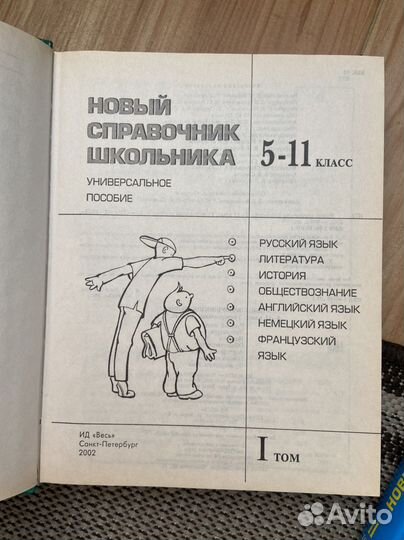 НОВЫЙ
СПРАВОЧНИК
ШКОЛЬНИКА
УНИВЕРСАЛЬНОЕ
ПОСОБИЕ
5-11 КЛАСС
РУССКИЙ ЯЗЫК
ЛИТЕРАТУРА
ИСТОРИЯ
ОБЩЕСТВОЗНАНИЕ
АНГЛИЙСКИЙ ЯЗЫК
НЕМЕЦКИЙ ЯЗЫК
ФРАНЦУЗСКИЙ
ЯЗЫК
ИД «Весь»
Санкт-Петербург
2002
I ТОМ
Avito